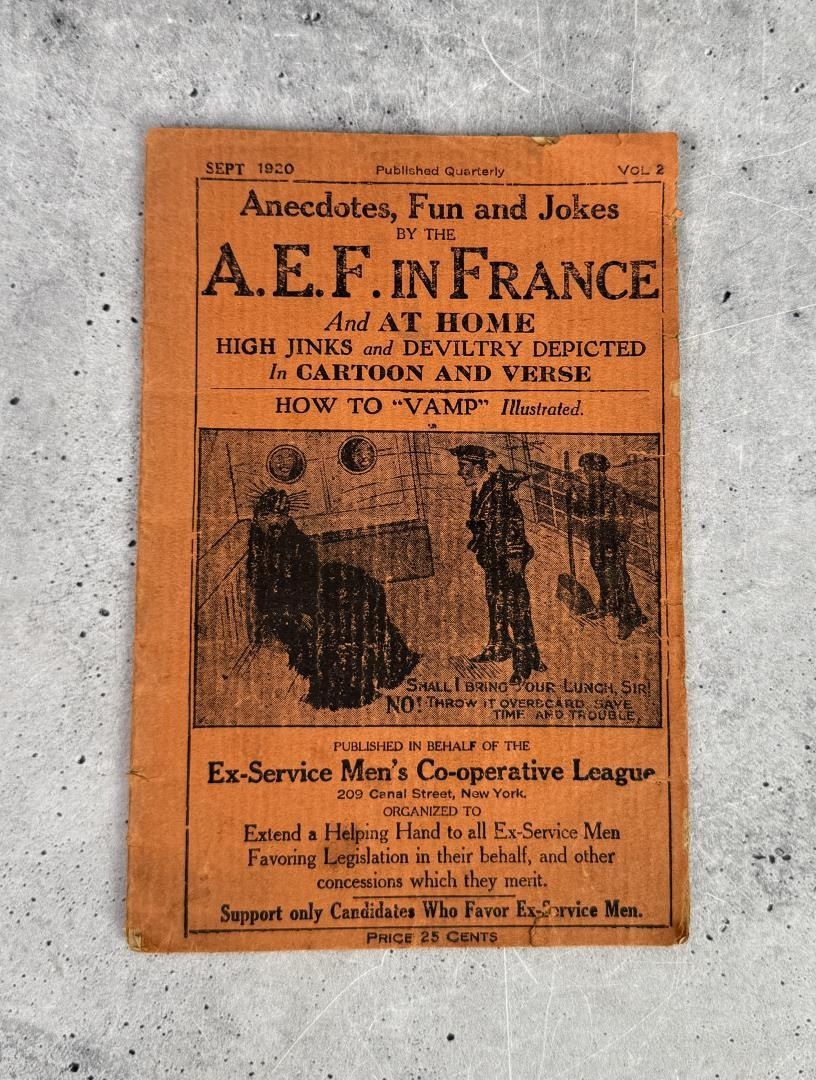 SEPT 1920 Published Quarterly VOL 2
Anecdotes, Fun and Jokes
BY THE
A.E.F. IN FRANCE
And AT HOME
HIGH JINKS and DEVILTRY DEPICTED
In CARTOON AND VERSE
HOW TO "VAMP" Illustrated.
SHALL I BRING YOUR LUNCH, SIR!
NO! THROW IT OVERBOARD, SAVE
TIME AND TROUBLE.
PUBLISHED IN BEHALF OF THE
Ex-Service Men's Co-operative League
209 Canal Street, New York.
ORGANIZED TO
Extend a Helping Hand to all Ex-Service Men
Favoring Legislation in their behalf, and other
concessions which they merit.
Support only Candidates Who Favor Ex-Service Men.
PRICE 25 CENTS